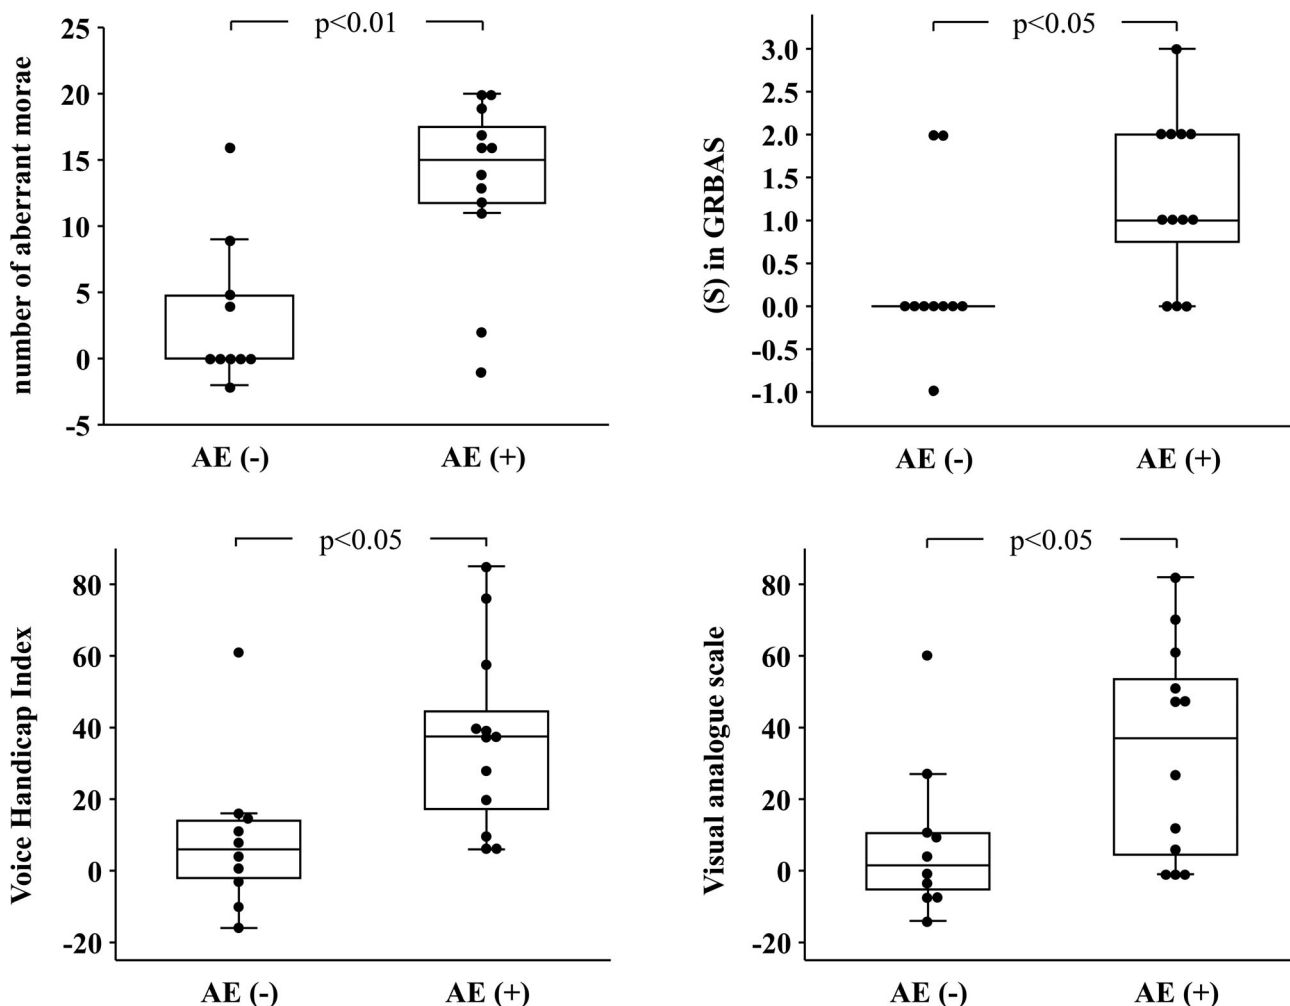 number of aberrant morae
25
20
15
10
5
0
-5
p<0.01
AE (-)
AE (+)
(S) in GRBAS
3.0
2.5
2.0
1.5
1.0
0.5
0.0
-0.5
-1.0
p<0.05
AE (-)
AE (+)
Voice Handicap Index
80
60
40
20
0
-20
p<0.05
AE (-)
AE (+)
Visual analogue scale
80
60
40
20
0
-20
p<0.05
AE (-)
AE (+)